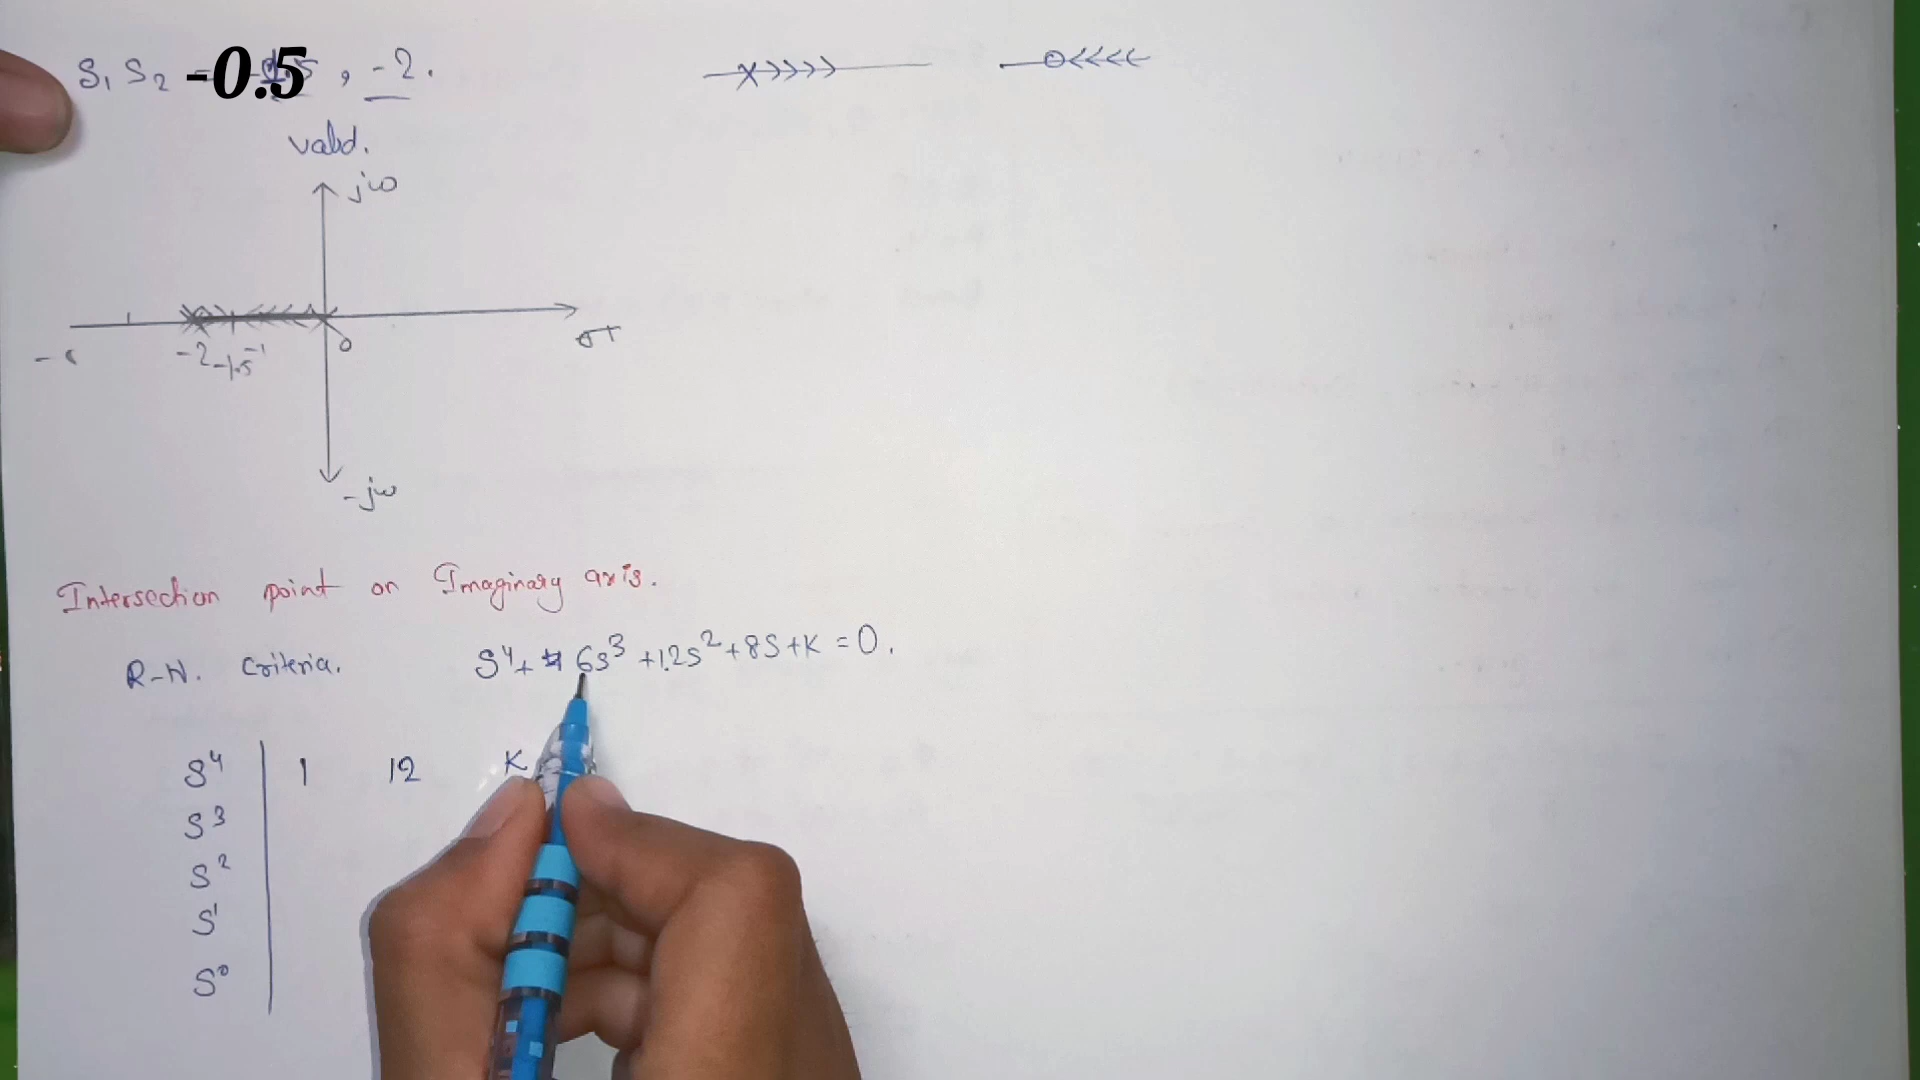 S₁ S₂ -0.5 , -2.
valid.
jω
-2 -1.5 -1
σ+
-jω
Intersection point on Imaginary axis.
R-H. Criteria. S⁴+ 6s³ +12s²+8S+K =0.
S⁴ 1 12 K
S³
S²
S¹
S⁰